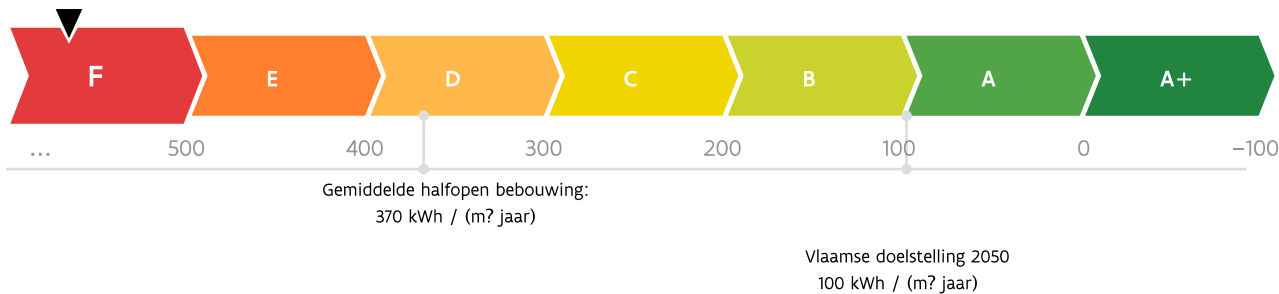 F E D C B A A+
... 500 400 300 200 100 0 –100
Gemiddelde halfopen bebouwing:
370 kWh / (m? jaar)
Vlaamse doelstelling 2050
100 kWh / (m? jaar)